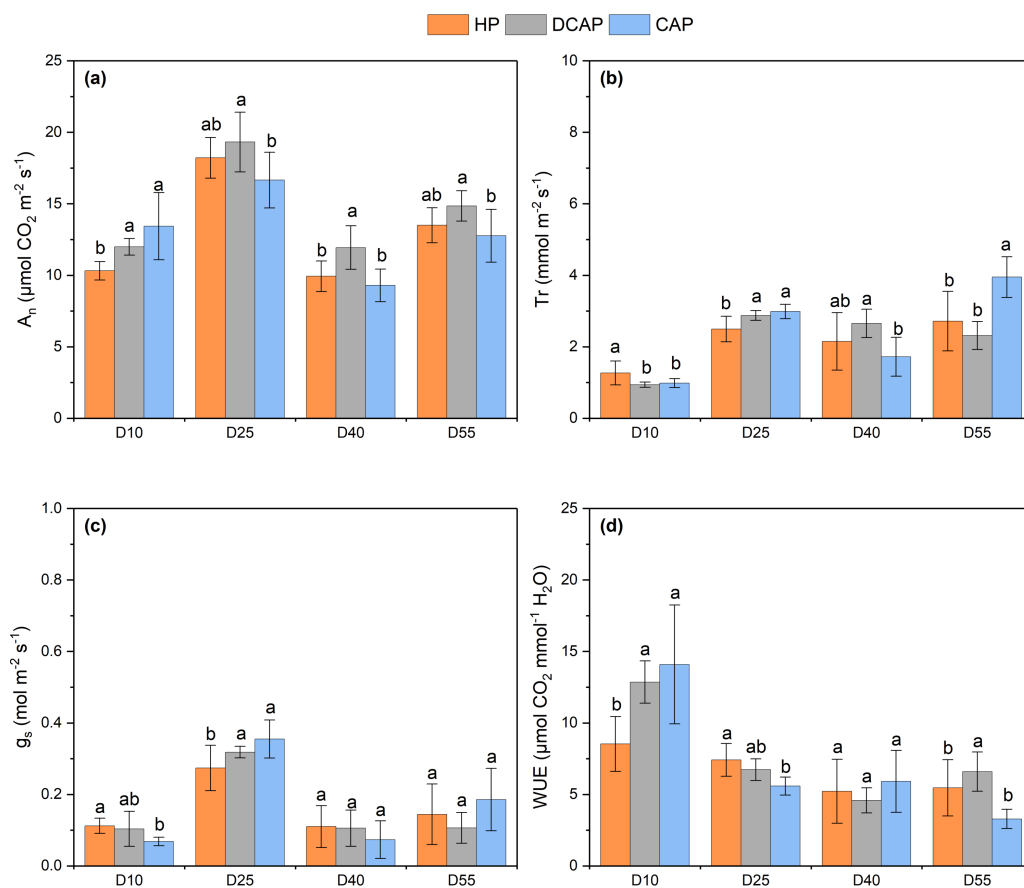 HP DCAP CAP
(a)
25
20
15
10
5
0
Aₙ (μmol CO₂ m⁻² s⁻¹)
b a a
ab a b
b a b
ab a b
D10 D25 D40 D55
(b)
10
8
6
4
2
0
Tr (mmol m⁻² s⁻¹)
a b b
b a a
ab a b
b b a
D10 D25 D40 D55
(c)
1.0
0.8
0.6
0.4
0.2
0.0
gₛ (mol m⁻² s⁻¹)
a ab b
b a a
a a a
a a a
D10 D25 D40 D55
(d)
25
20
15
10
5
0
WUE (μmol CO₂ mmol⁻¹ H₂O)
b a a
a ab b
a a a
b a b
D10 D25 D40 D55